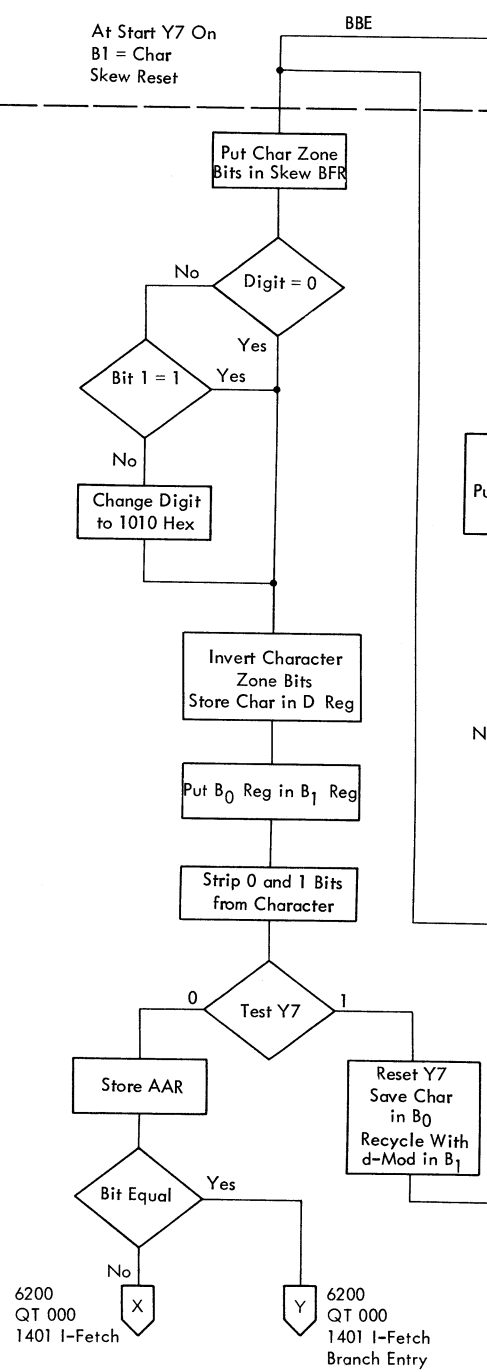 At Start Y7 On
B1 = Char
Skew Reset
BBE
Put Char Zone
Bits in Skew BFR
Digit = 0
No
Yes
Bit 1 = 1
Yes
No
Change Digit
to 1010 Hex
Pu
Invert Character
Zone Bits
Store Char in D Reg
N
Put B0 Reg in B1 Reg
Strip 0 and 1 Bits
from Character
0
Test Y7
1
Store AAR
Reset Y7
Save Char
in B0
Recycle With
d-Mod in B1
Bit Equal
Yes
No
X
6200
QT 000
1401 I-Fetch
Y
6200
QT 000
1401 I-Fetch
Branch Entry